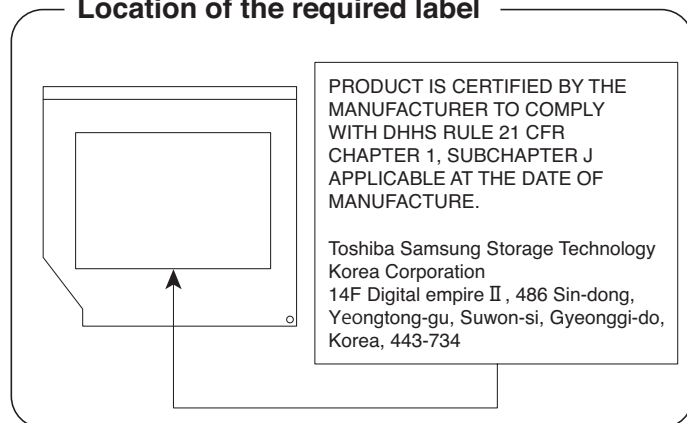 Location of the required label
PRODUCT IS CERTIFIED BY THE
MANUFACTURER TO COMPLY
WITH DHHS RULE 21 CFR
CHAPTER 1, SUBCHAPTER J
APPLICABLE AT THE DATE OF
MANUFACTURE.
Toshiba Samsung Storage Technology
Korea Corporation
14F Digital empire Ⅱ, 486 Sin-dong,
Yeongtong-gu, Suwon-si, Gyeonggi-do,
Korea, 443-734